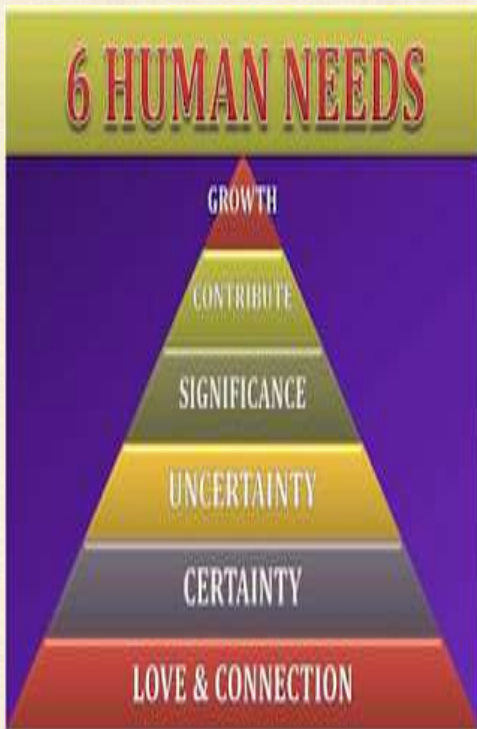 6 HUMAN NEEDS
GROWTH
CONTRIBUTE
SIGNIFICANCE
UNCERTAINTY
CERTAINTY
LOVE & CONNECTION